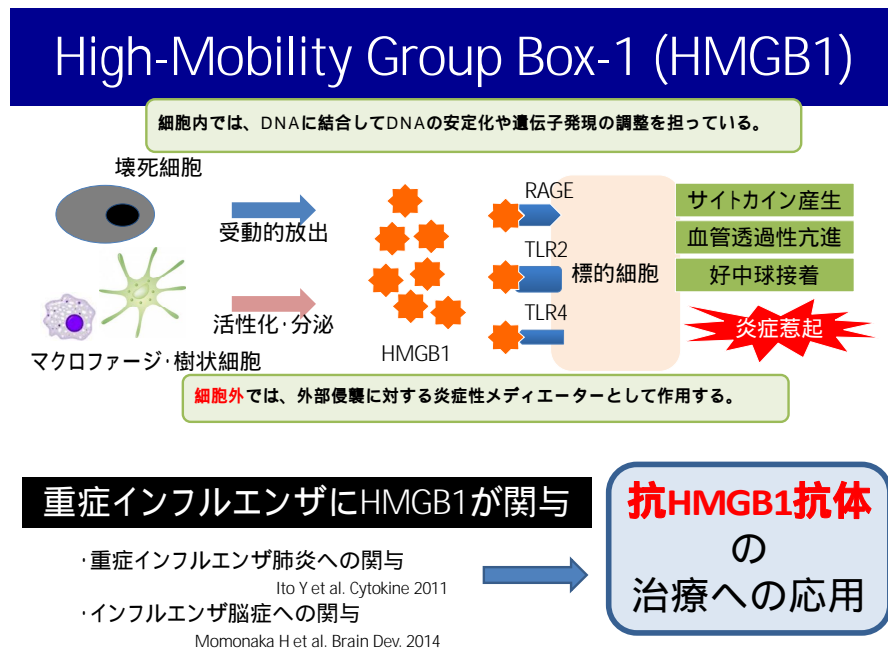 High-Mobility Group Box-1 (HMGB1)
細胞内では、DNAに結合してDNAの安定化や遺伝子発現の調整を担っている。
壊死細胞
受動的放出
マクロファージ・樹状細胞
活性化・分泌
HMGB1
RAGE
TLR2
TLR4
標的細胞
サイトカイン産生
血管透過性亢進
好中球接着
炎症惹起
細胞外では、外部侵襲に対する炎症性メディエーターとして作用する。
重症インフルエンザにHMGB1が関与
・重症インフルエンザ肺炎への関与
Ito Y et al. Cytokine 2011
・インフルエンザ脳症への関与
Momonaka H et al. Brain Dev. 2014
抗HMGB1抗体
の
治療への応用